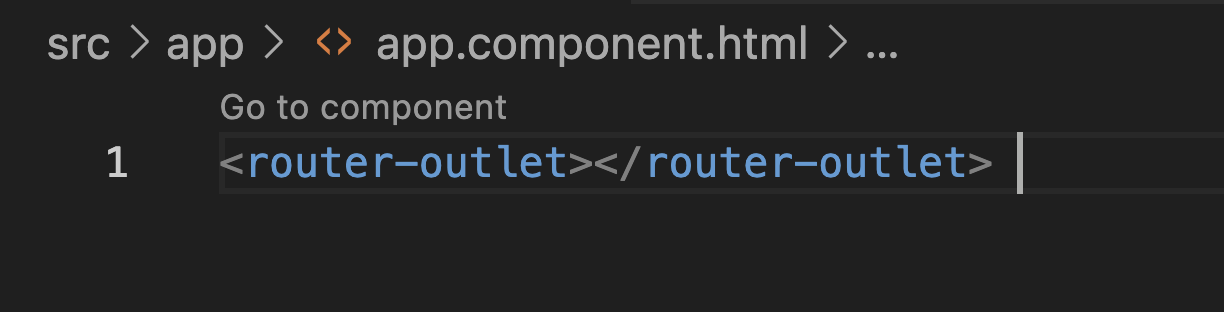 src > app > <> app.component.html > ...
Go to component
1 <router-outlet></router-outlet>